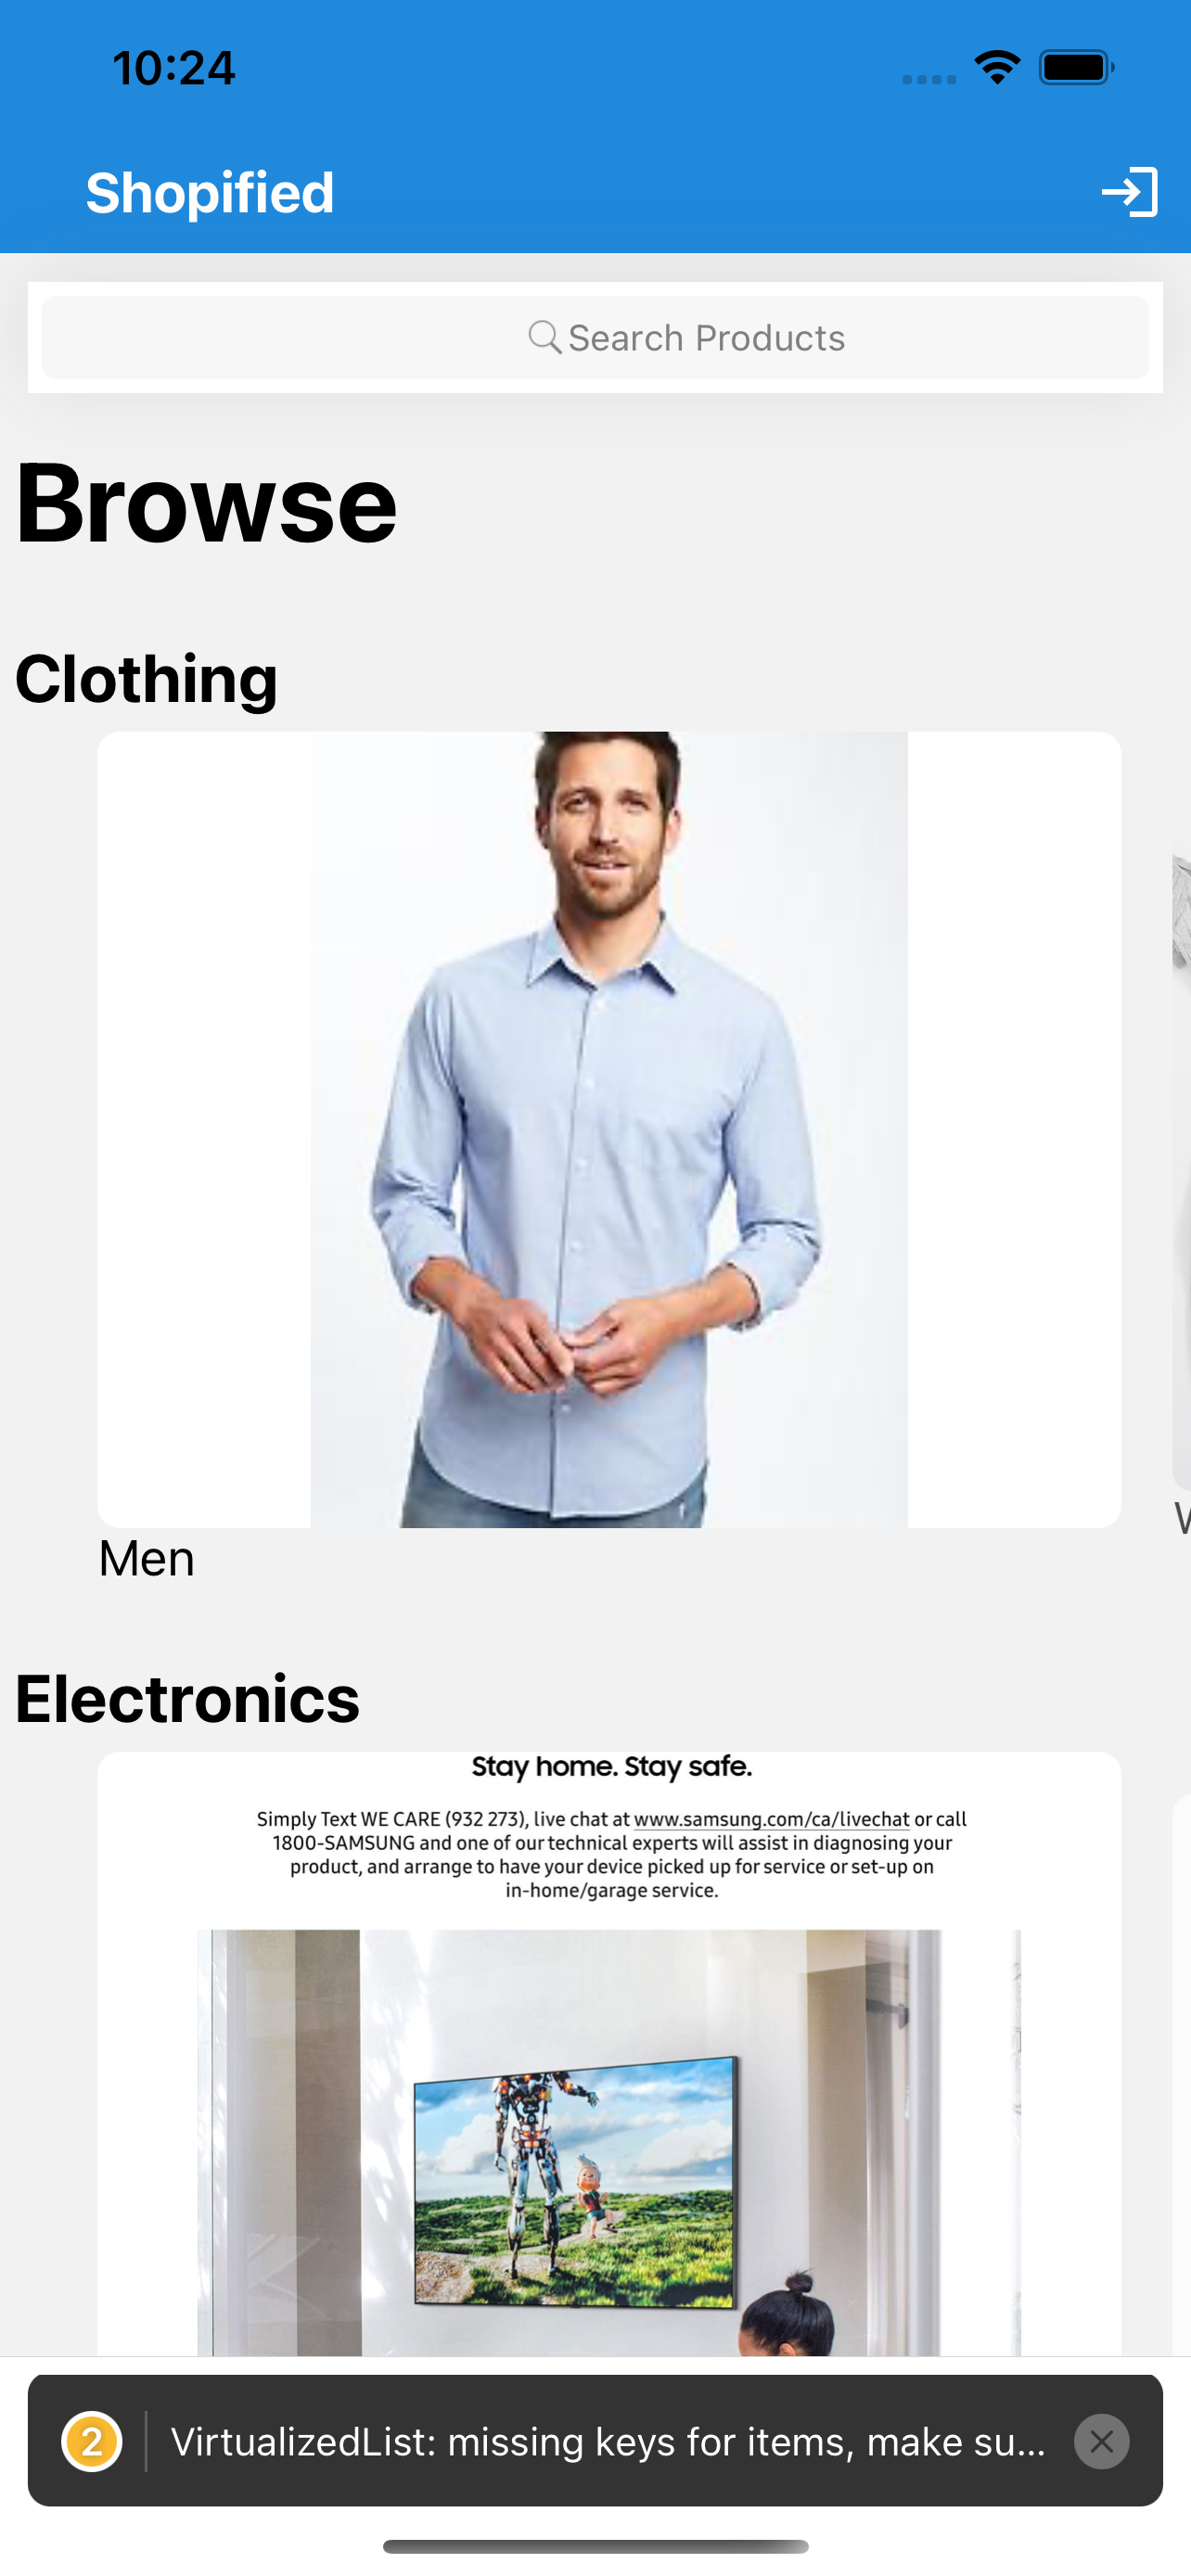 10:24
Shopified
Search Products
Browse
Clothing
Men
W
Electronics
Stay home. Stay safe.
Simply Text WE CARE (932 273), live chat at www.samsung.com/ca/livechat or call
1800-SAMSUNG and one of our technical experts will assist in diagnosing your
product, and arrange to have your device picked up for service or set-up on
in-home/garage service.
2
VirtualizedList: missing keys for items, make su...